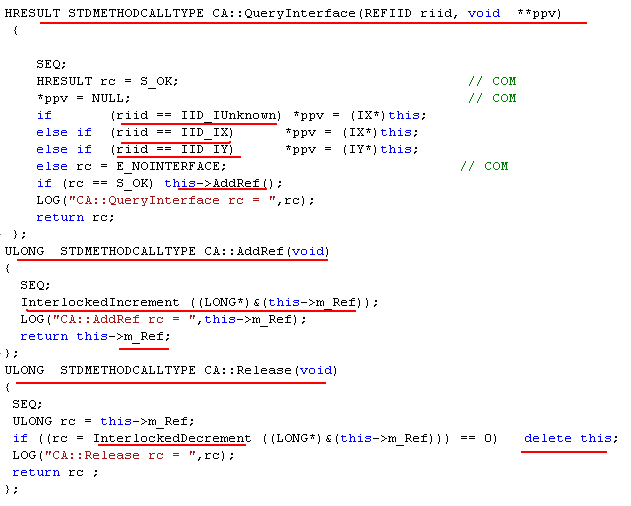 HRESULT STDMETHODCALLTYPE CA::QueryInterface(REFIID riid, void  **ppv)
{
SEQ;
HRESULT rc = S_OK; // COM
*ppv = NULL; // COM
if (riid == IID_IUnknown) *ppv = (IX*)this;
else if (riid == IID_IX) *ppv = (IX*)this;
else if (riid == IID_IY) *ppv = (IY*)this;
else rc = E_NOINTERFACE; // COM
if (rc == S_OK) this->AddRef();
LOG("CA::QueryInterface rc = ",rc);
return rc;
};
ULONG  STDMETHODCALLTYPE CA::AddRef(void)
{
SEQ;
InterlockedIncrement ((LONG*)&(this->m_Ref));
LOG("CA::AddRef rc = ",this->m_Ref);
return this->m_Ref;
};
ULONG  STDMETHODCALLTYPE CA::Release(void)
{
SEQ;
ULONG rc = this->m_Ref;
if ((rc = InterlockedDecrement ((LONG*)&(this->m_Ref))) == 0) delete this;
LOG("CA::Release rc = ",rc);
return rc ;
};